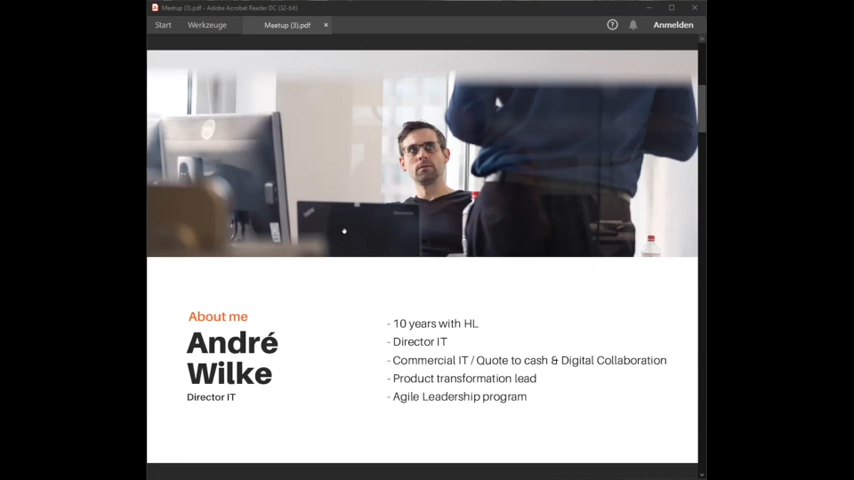 Meetup (3).pdf - Adobe Acrobat Reader DC (32-bit)
Start Werkzeuge Meetup (3).pdf × Anmelden
About me
André
Wilke
Director IT
- 10 years with HL
- Director IT
- Commercial IT / Quote to cash & Digital Collaboration
- Product transformation lead
- Agile Leadership program